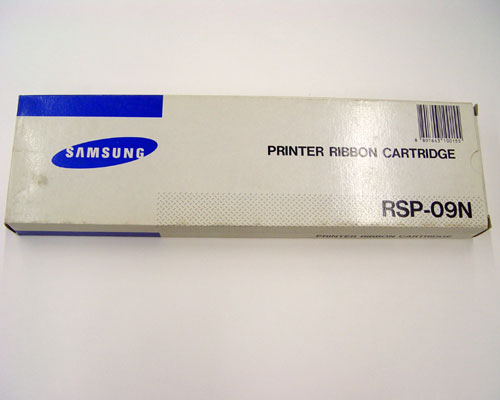 SAMSUNG
PRINTER RIBBON CARTRIDGE
RSP-09N
PRINTER RIBBON CARTRIDGE